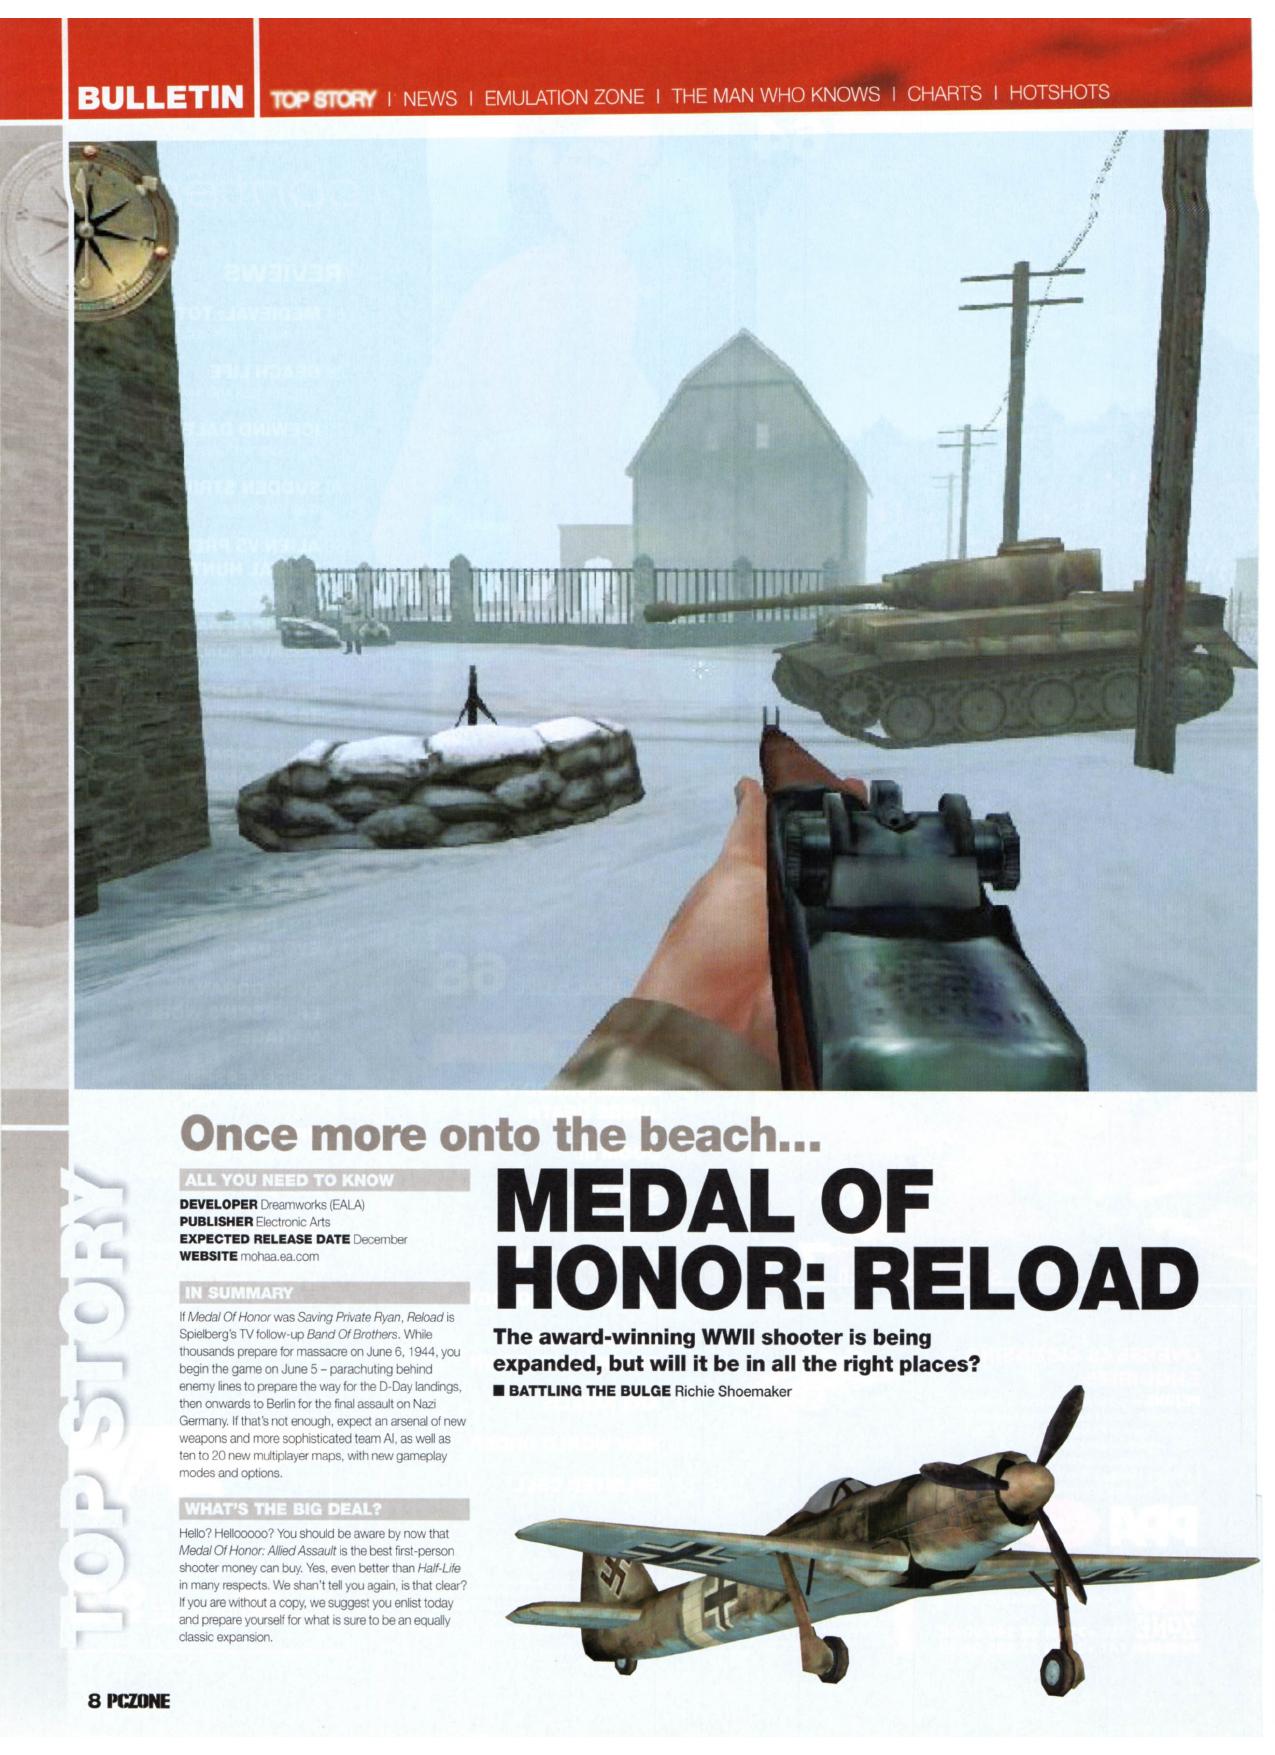 BULLETIN
TOP STORY | NEWS | EMULATION ZONE | THE MAN WHO KNOWS | CHARTS | HOTSHOTS
Once more onto the beach...
ALL YOU NEED TO KNOW
DEVELOPER Dreamworks (EALA)
PUBLISHER Electronic Arts
EXPECTED RELEASE DATE December
WEBSITE mohaa.ea.com
IN SUMMARY
If Medal Of Honor was Saving Private Ryan, Reload is
Spielberg's TV follow-up Band Of Brothers. While
thousands prepare for massacre on June 6, 1944, you
begin the game on June 5 – parachuting behind
enemy lines to prepare the way for the D-Day landings,
then onwards to Berlin for the final assault on Nazi
Germany. If that's not enough, expect an arsenal of new
weapons and more sophisticated team AI, as well as
ten to 20 new multiplayer maps, with new gameplay
modes and options.
WHAT'S THE BIG DEAL?
Hello? Hellooooo? You should be aware by now that
Medal Of Honor: Allied Assault is the best first-person
shooter money can buy. Yes, even better than Half-Life
in many respects. We shan't tell you again, is that clear?
If you are without a copy, we suggest you enlist today
and prepare yourself for what is sure to be an equally
classic expansion.
MEDAL OF
HONOR: RELOAD
The award-winning WWII shooter is being
expanded, but will it be in all the right places?
■ BATTLING THE BULGE Richie Shoemaker
TOP STORY
8 PCZONE